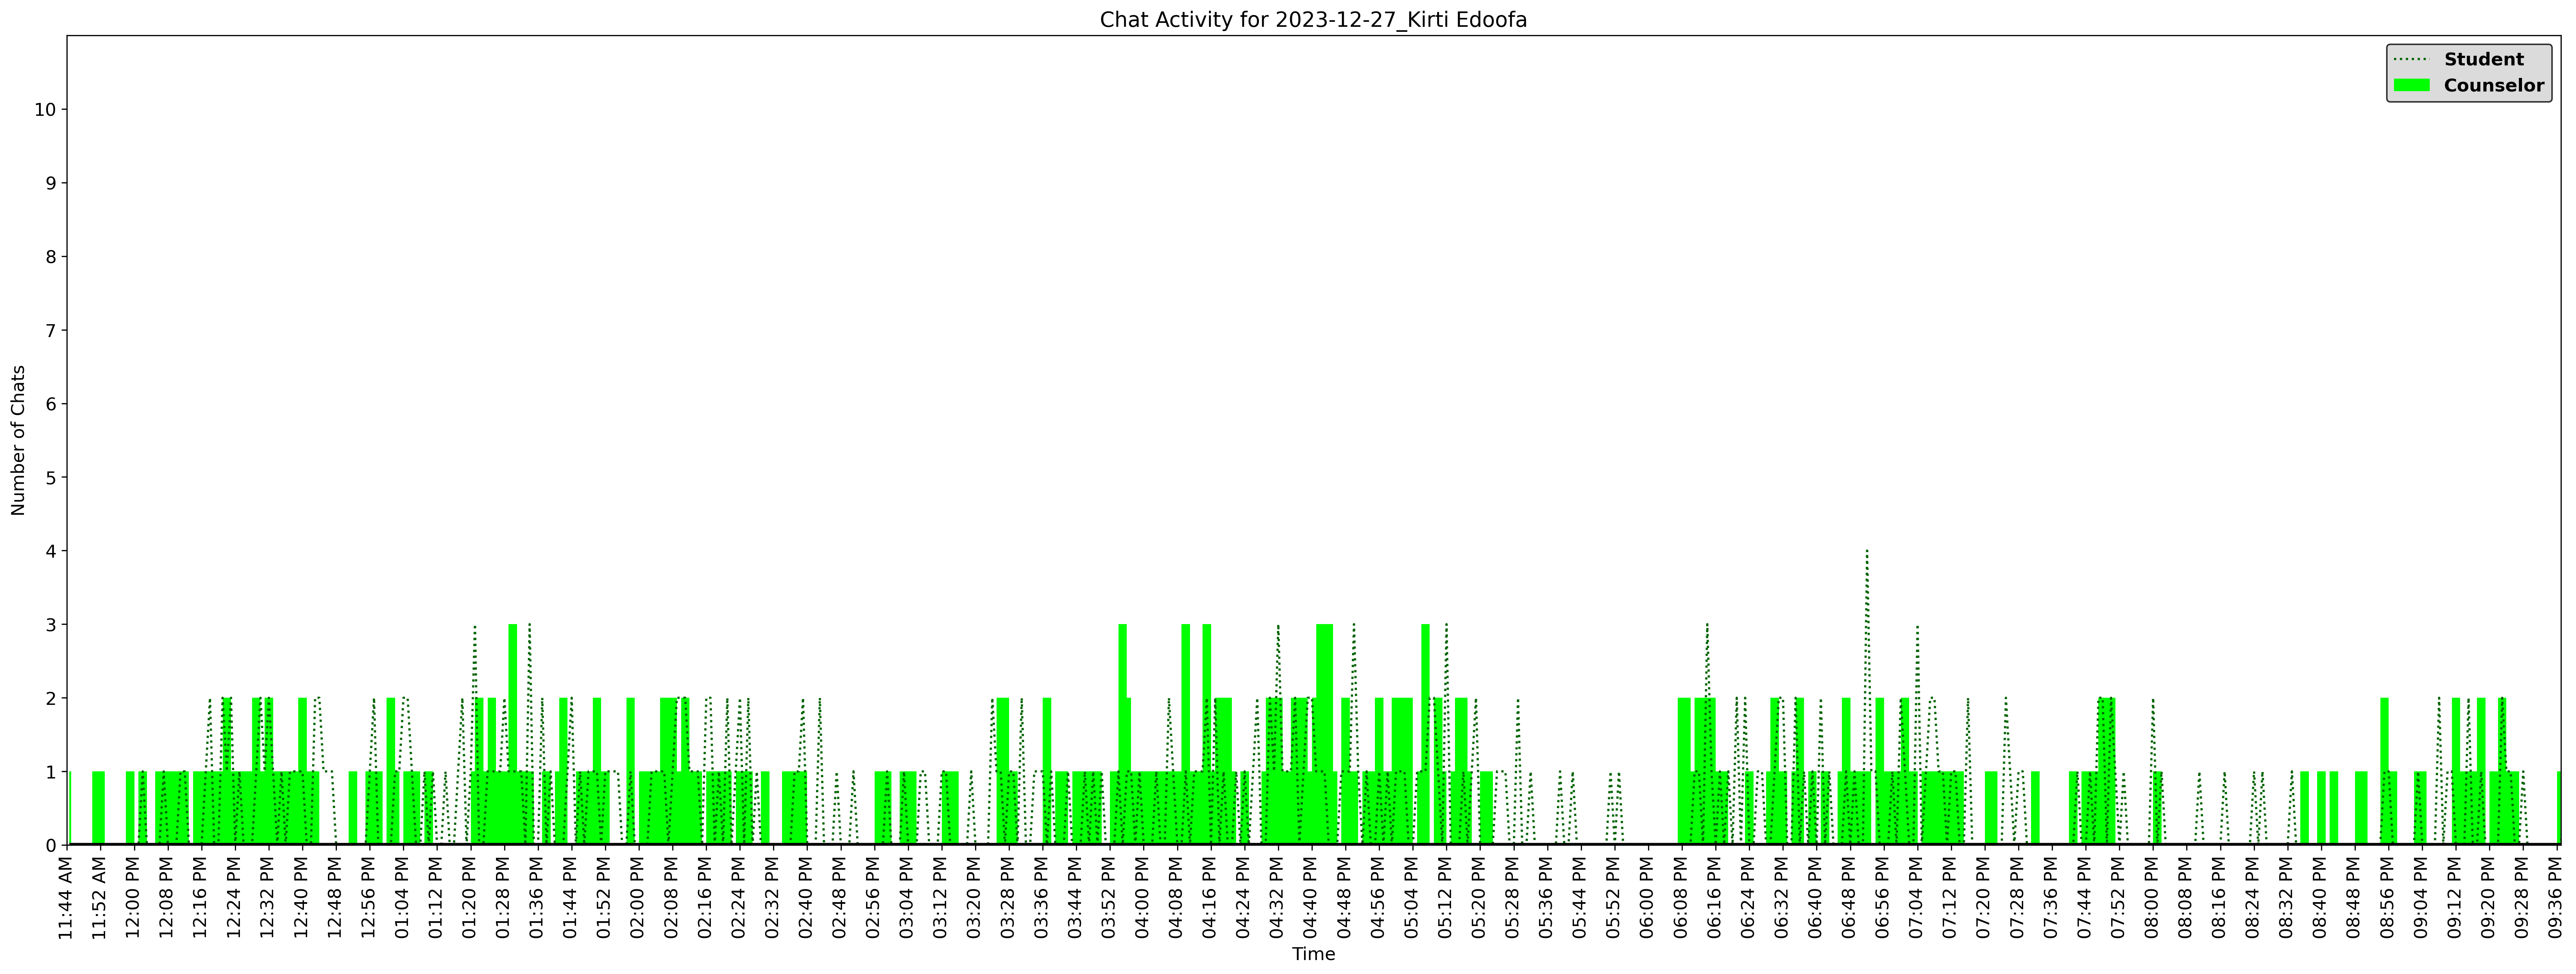 Chat Activity for 2023-12-27_Kirti Edoofa
Student
Counselor
Number of Chats
10
9
8
7
6
5
4
3
2
1
0
11:44 AM
11:52 AM
12:00 PM
12:08 PM
12:16 PM
12:24 PM
12:32 PM
12:40 PM
12:48 PM
12:56 PM
01:04 PM
01:12 PM
01:20 PM
01:28 PM
01:36 PM
01:44 PM
01:52 PM
02:00 PM
02:08 PM
02:16 PM
02:24 PM
02:32 PM
02:40 PM
02:48 PM
02:56 PM
03:04 PM
03:12 PM
03:20 PM
03:28 PM
03:36 PM
03:44 PM
03:52 PM
04:00 PM
04:08 PM
04:16 PM
04:24 PM
04:32 PM
04:40 PM
04:48 PM
04:56 PM
05:04 PM
05:12 PM
05:20 PM
05:28 PM
05:36 PM
05:44 PM
05:52 PM
06:00 PM
06:08 PM
06:16 PM
06:24 PM
06:32 PM
06:40 PM
06:48 PM
06:56 PM
07:04 PM
07:12 PM
07:20 PM
07:28 PM
07:36 PM
07:44 PM
07:52 PM
08:00 PM
08:08 PM
08:16 PM
08:24 PM
08:32 PM
08:40 PM
08:48 PM
08:56 PM
09:04 PM
09:12 PM
09:20 PM
09:28 PM
09:36 PM
Time